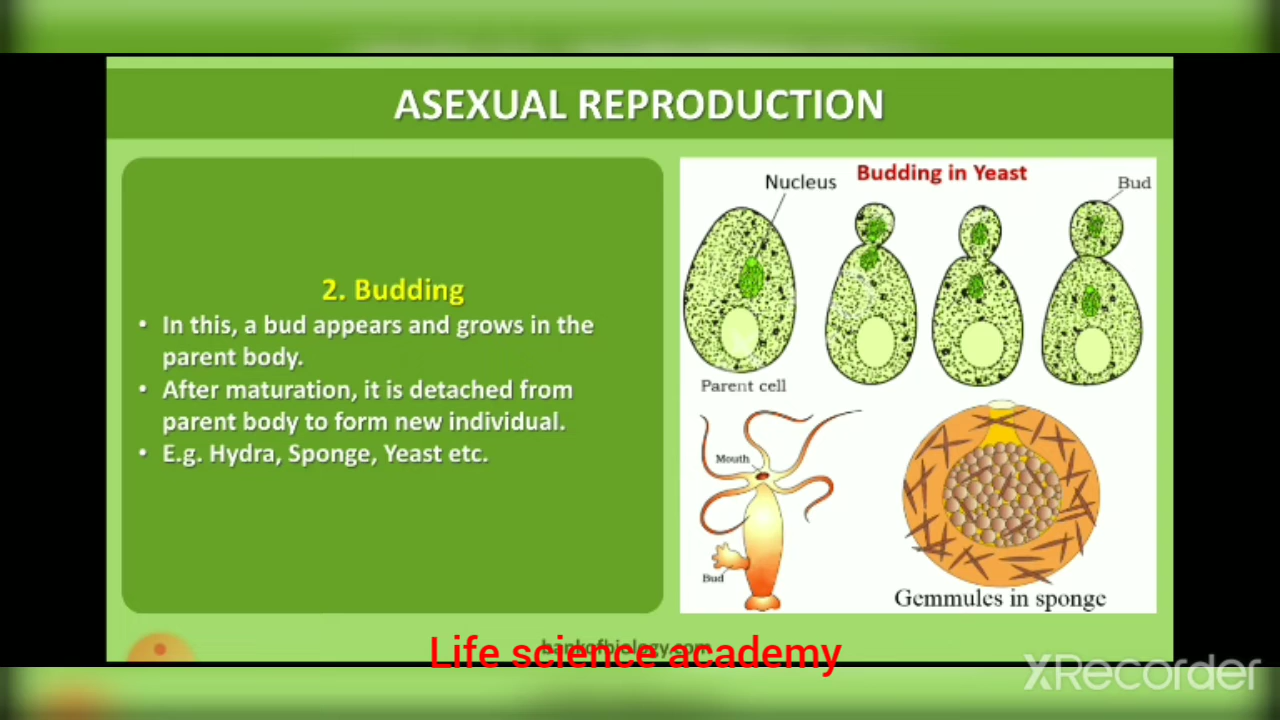 ASEXUAL REPRODUCTION
2. Budding
• In this, a bud appears and grows in the
parent body.
• After maturation, it is detached from
parent body to form new individual.
• E.g. Hydra, Sponge, Yeast etc.
Budding in Yeast
Nucleus
Bud
Parent cell
Mouth
Bud
Gemmules in sponge
bankofbiology.com
Life science academy
XRecorder